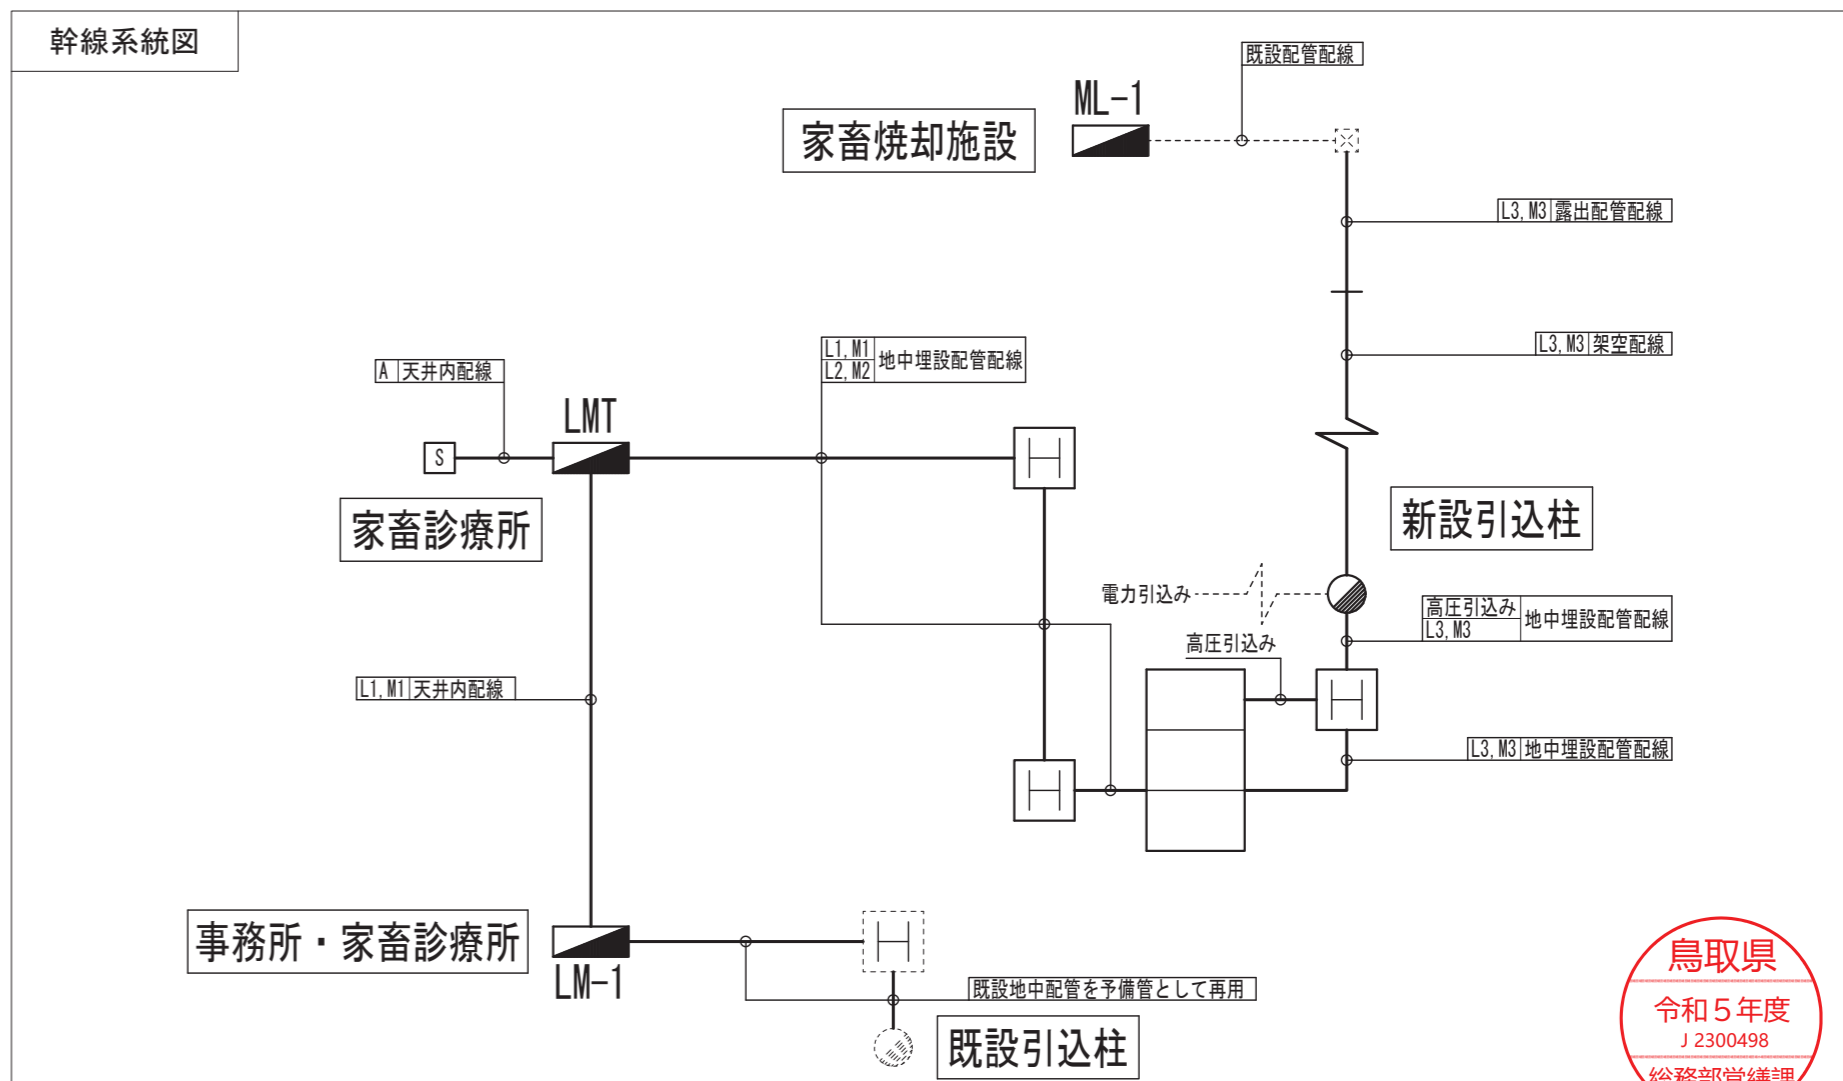 幹線系統図
既設配管配線
ML-1
家畜焼却施設
L3, M3 露出配管配線
L3, M3 架空配線
L1, M1
L2, M2
地中埋設配管配線
A 天井内配線
LMT
S
家畜診療所
新設引込柱
電力引込み
高圧引込み
L3, M3
地中埋設配管配線
高圧引込み
L1, M1 天井内配線
L3, M3 地中埋設配管配線
事務所・家畜診療所
LM-1
既設地中配管を予備管として再用
既設引込柱
鳥取県
令和5年度
J 2300498
総務部営繕課